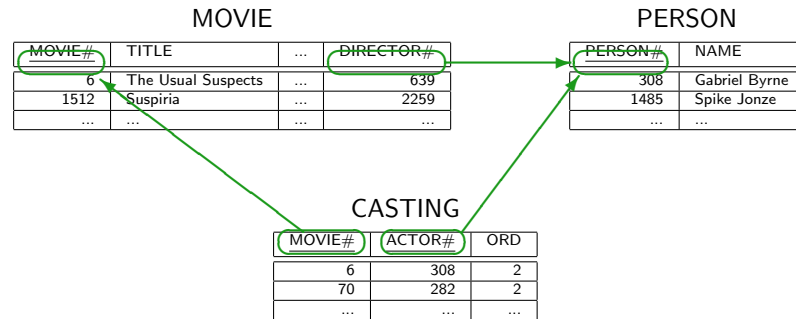 MOVIE
MOVIE# TITLE ... DIRECTOR#
6 The Usual Suspects ... 639
1512 Suspiria ... 2259
... ... ... ...
PERSON
PERSON# NAME
308 Gabriel Byrne
1485 Spike Jonze
... ...
CASTING
MOVIE# ACTOR# ORD
6 308 2
70 282 2
... ... ...